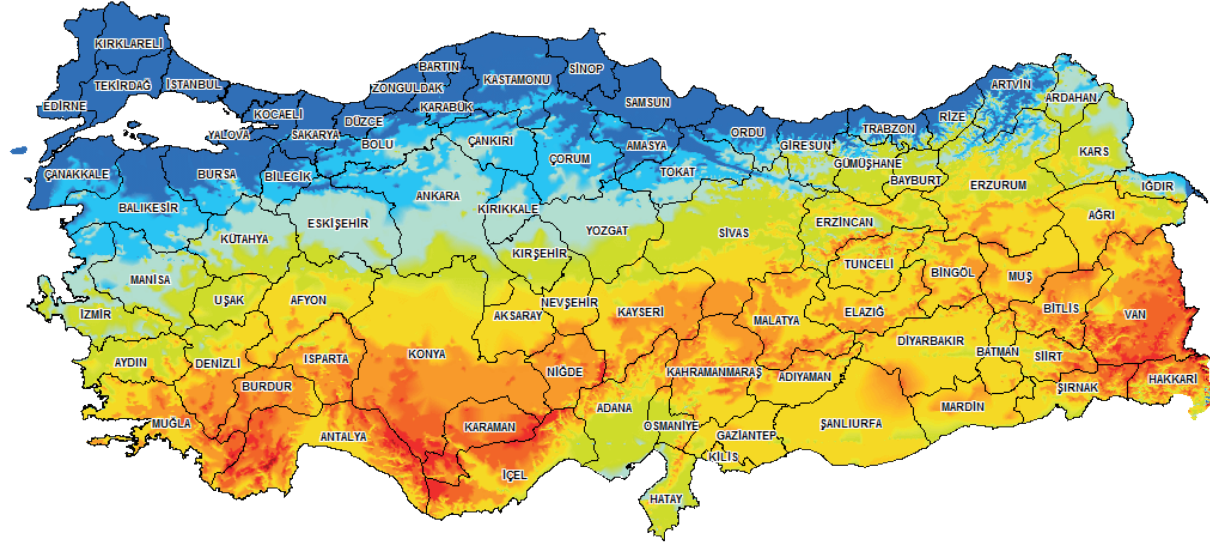 KIRKLARELİ
TEKİRDAĞ
İSTANBUL
EDİRNE
KOCAELİ
YALOVA
SAKARYA
DÜZCE
ZONGULDAK
BARTIN
KARABÜK
KASTAMONU
SİNOP
SAMSUN
BOLU
ÇANKIRI
ÇORUM
AMASYA
TOKAT
ORDU
GİRESUN
TRABZON
RİZE
ARTVİN
ARDAHAN
KARS
GÜMÜŞHANE
BAYBURT
ERZURUM
IĞDIR
AĞRI
ÇANAKKALE
BURSA
BİLECİK
BALIKESİR
KÜTAHYA
ESKİŞEHİR
ANKARA
KIRIKKALE
YOZGAT
SİVAS
ERZİNCAN
KIRŞEHİR
MANİSA
UŞAK
AFYON
İZMİR
AKSARAY
NEVŞEHİR
KAYSERİ
MALATYA
TUNCELİ
BİNGÖL
MUŞ
ELAZIĞ
BİTLİS
VAN
AYDIN
DENİZLİ
ISPARTA
KONYA
NİĞDE
KAHRAMANMARAŞ
ADIYAMAN
DİYARBAKIR
BATMAN
SİİRT
ŞIRNAK
HAKKARİ
BURDUR
MUĞLA
ANTALYA
KARAMAN
İÇEL
ADANA
OSMANİYE
GAZİANTEP
KİLİS
ŞANLIURFA
MARDİN
HATAY